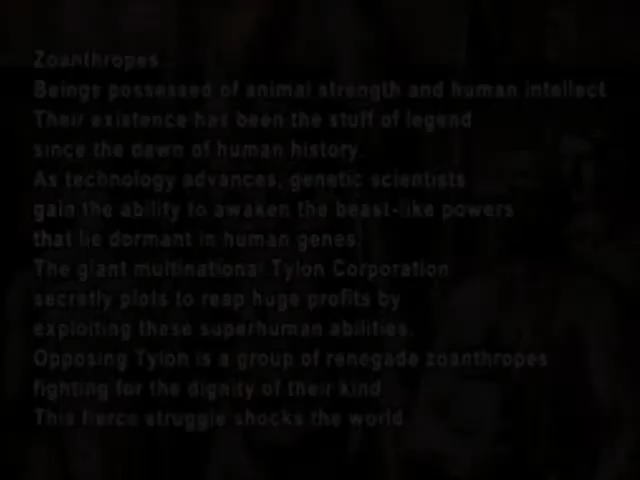 Zoanthropes
Beings possessed of animal strength and human intellect
Their existence has been the stuff of legend
since the dawn of human history.
As technology advances, genetic scientists
gain the ability to awaken the beast-like powers
that lie dormant in human genes.
The giant multinational Tylon Corporation
secretly plots to reap huge profits by
exploiting these superhuman abilities.
Opposing Tylon is a group of renegade zoanthropes
fighting for the dignity of their kind
This fierce struggle shocks the world